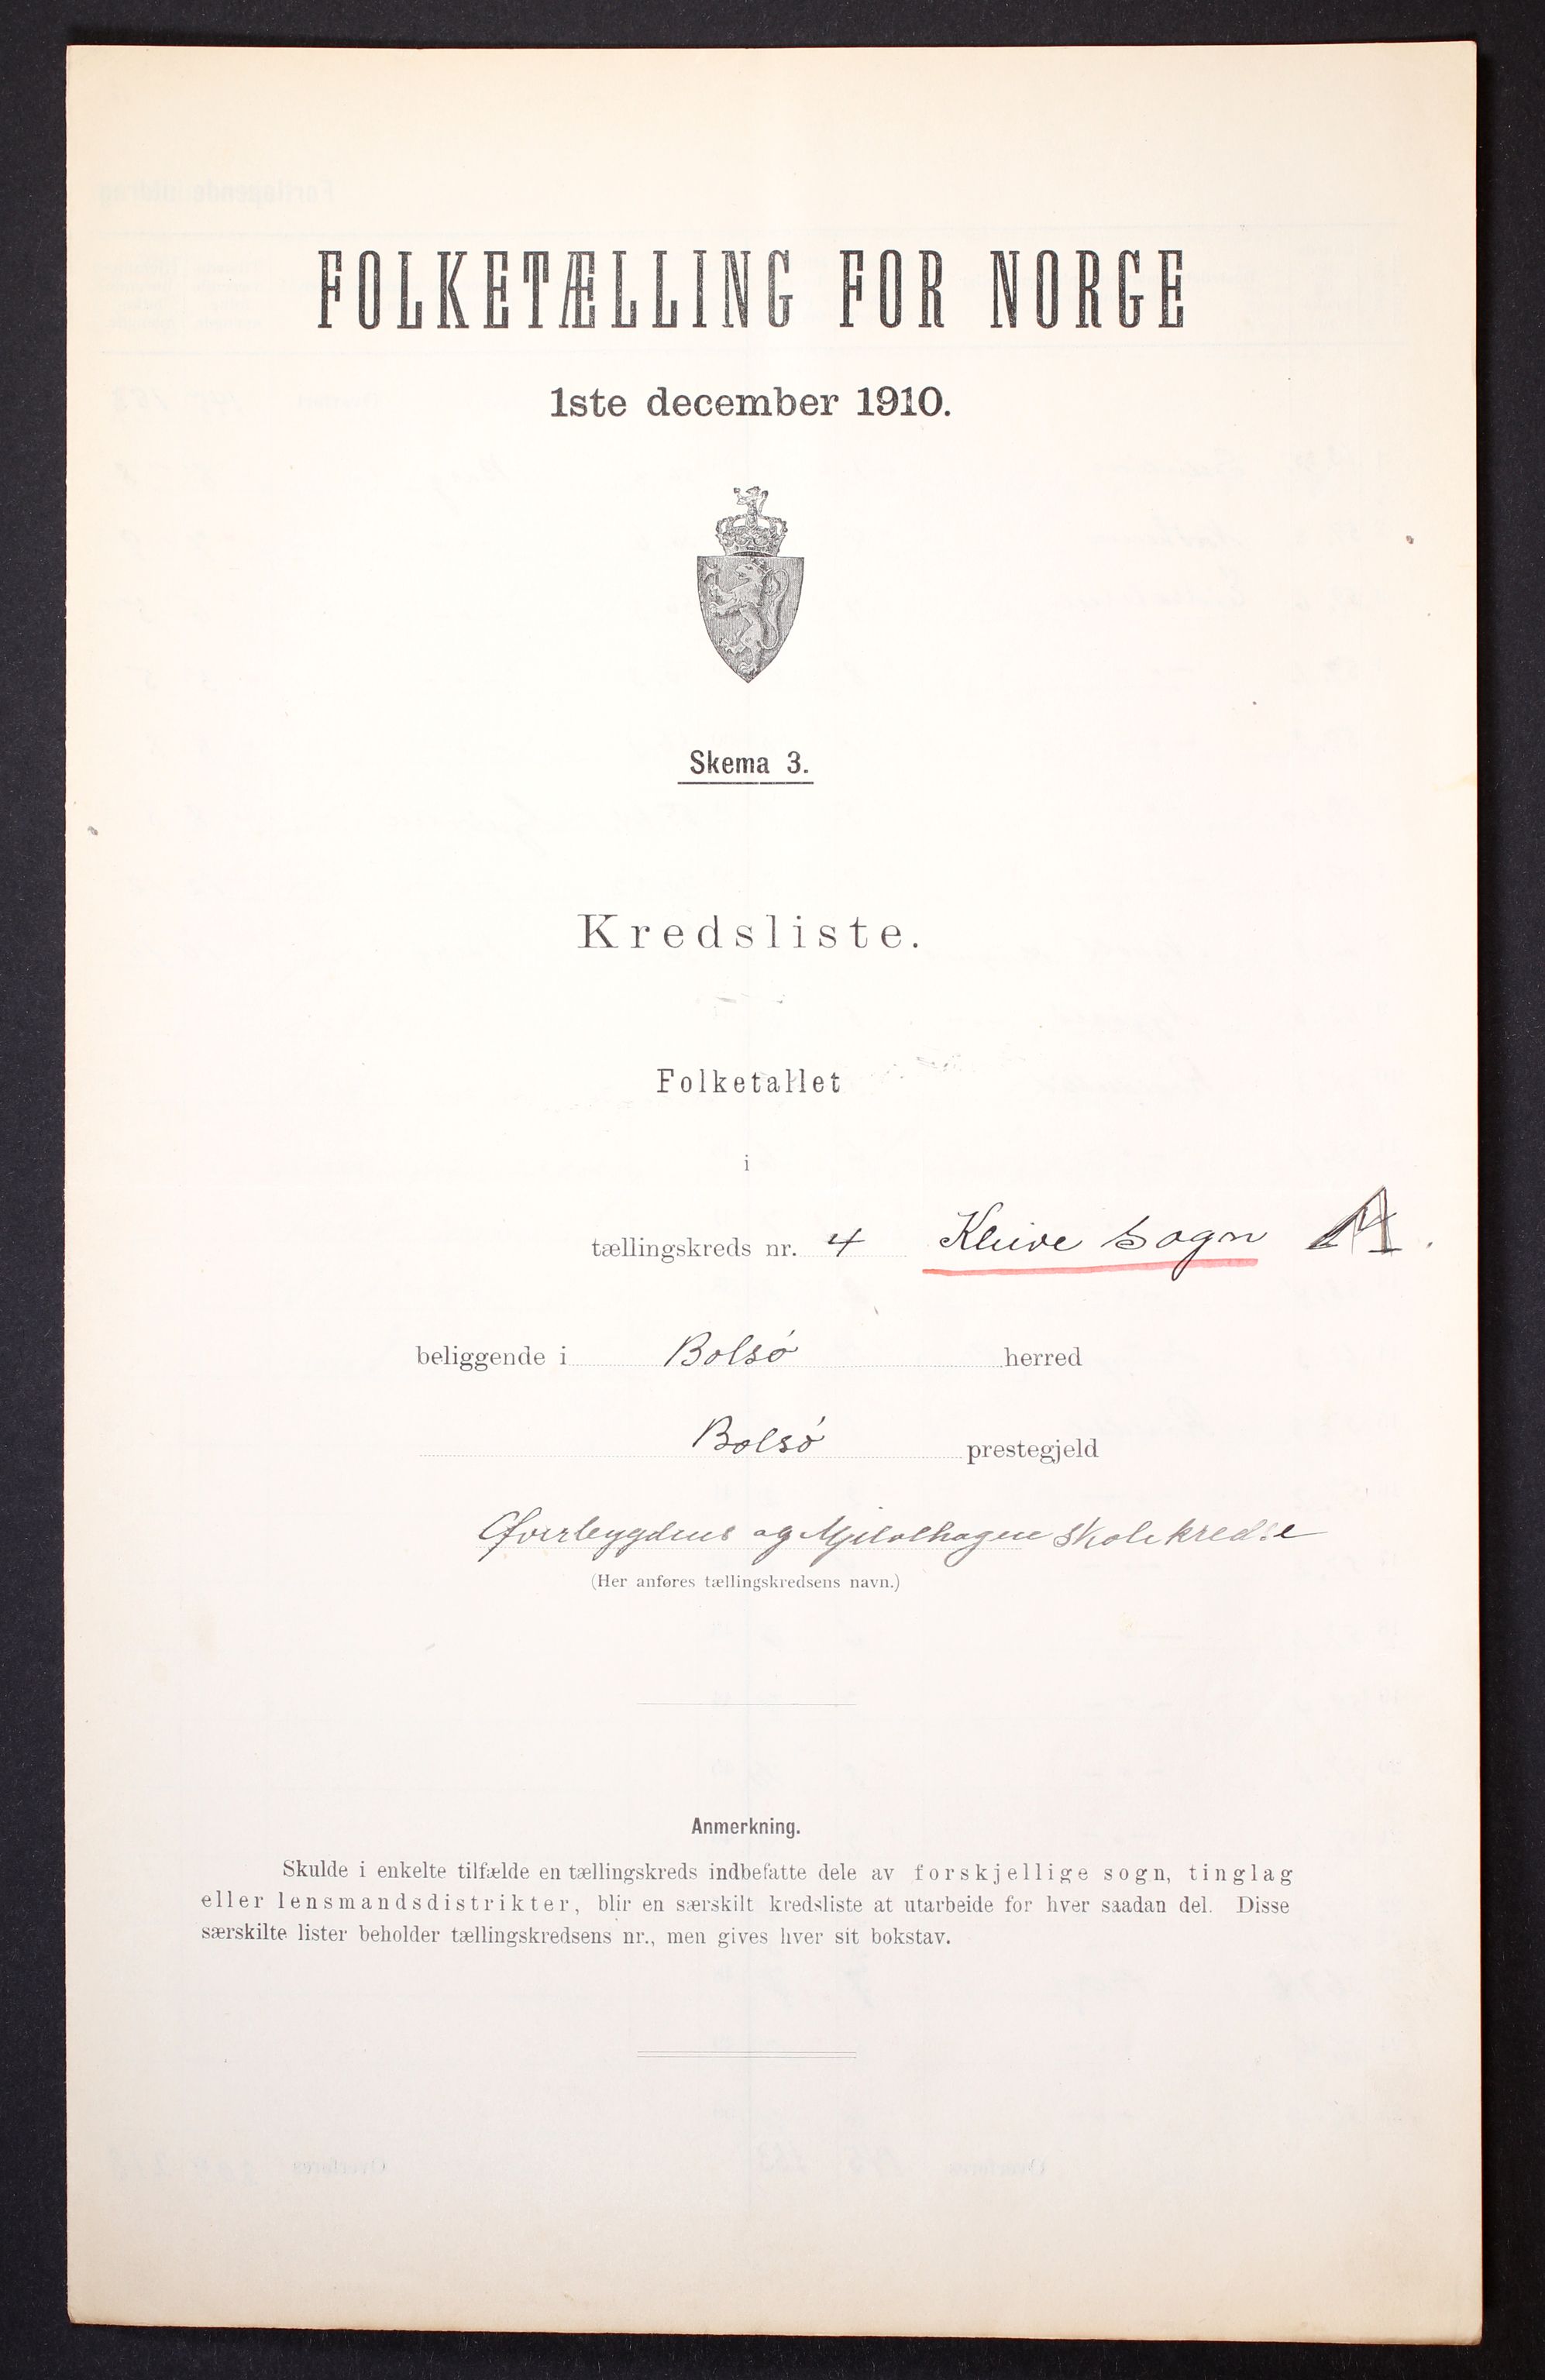 FOLKETÆLLING FOR NORGE
1ste december 1910.
Skema 3.
Kredsliste.
Folketallet
i
tællingskreds nr. 4 Kleive sogn A.
beliggende i Bolsø herred
Bolsø prestegjeld
og skolekredse
(Her anføres tællingskredsens navn.)
Anmerkning.
Skulde i enkelte tilfælde en tællingskreds indbefatte dele av forskjellige sogn, tinglag
eller lensmandsdistrikter, blir en særskilt kredsliste at utarbeide for hver saadan del. Disse
særskilte lister beholder tællingskredsens nr., men gives hver sit bokstav.